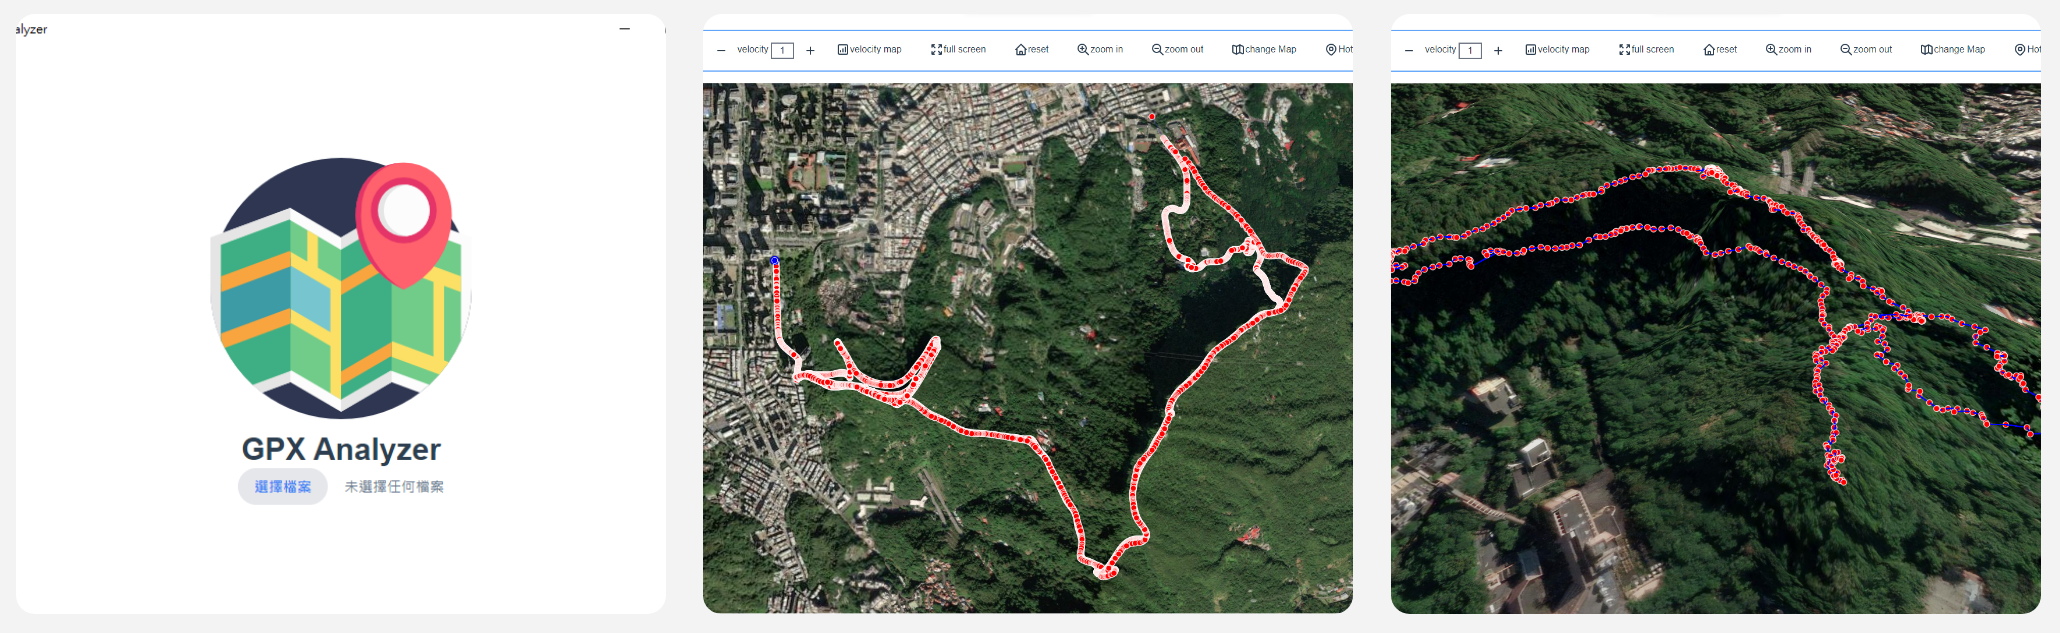 alyzer
GPX Analyzer
選擇檔案 未選擇任何檔案
velocity 1 velocity map full screen reset zoom in zoom out change Map Hot
velocity 1 velocity map full screen reset zoom in zoom out change Map Hot